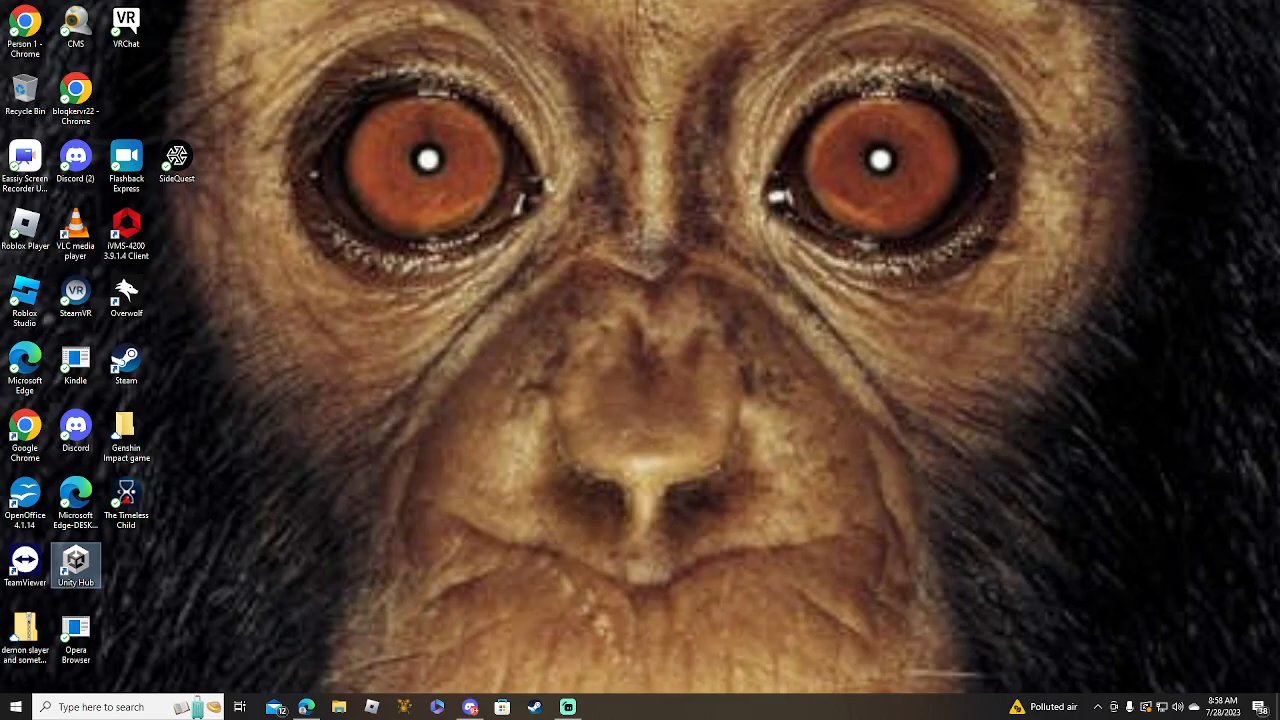 Person 1 -
Chrome
CMS
VR
VRChat
Recycle Bin
bloqkervr22 -
Chrome
Easiy Screen
Recorder U...
Discord (2)
Flashback
Express
SideQuest
Roblox Player
VLC media
player
iVMS-4200
3.9.1.4 Client
Roblox
Studio
VR
SteamVR
Overwolf
Microsoft
Edge
Kindle
Steam
Google
Chrome
Discord
Genshin
Impact game
OpenOffice
4.1.14
Microsoft
Edge-DESK...
The Timeless
Child
TeamViewer
Unity Hub
demon slayer
and somet...
Opera
Browser
Type here to search
12
Polluted air
8:58 AM
7/28/2023
38